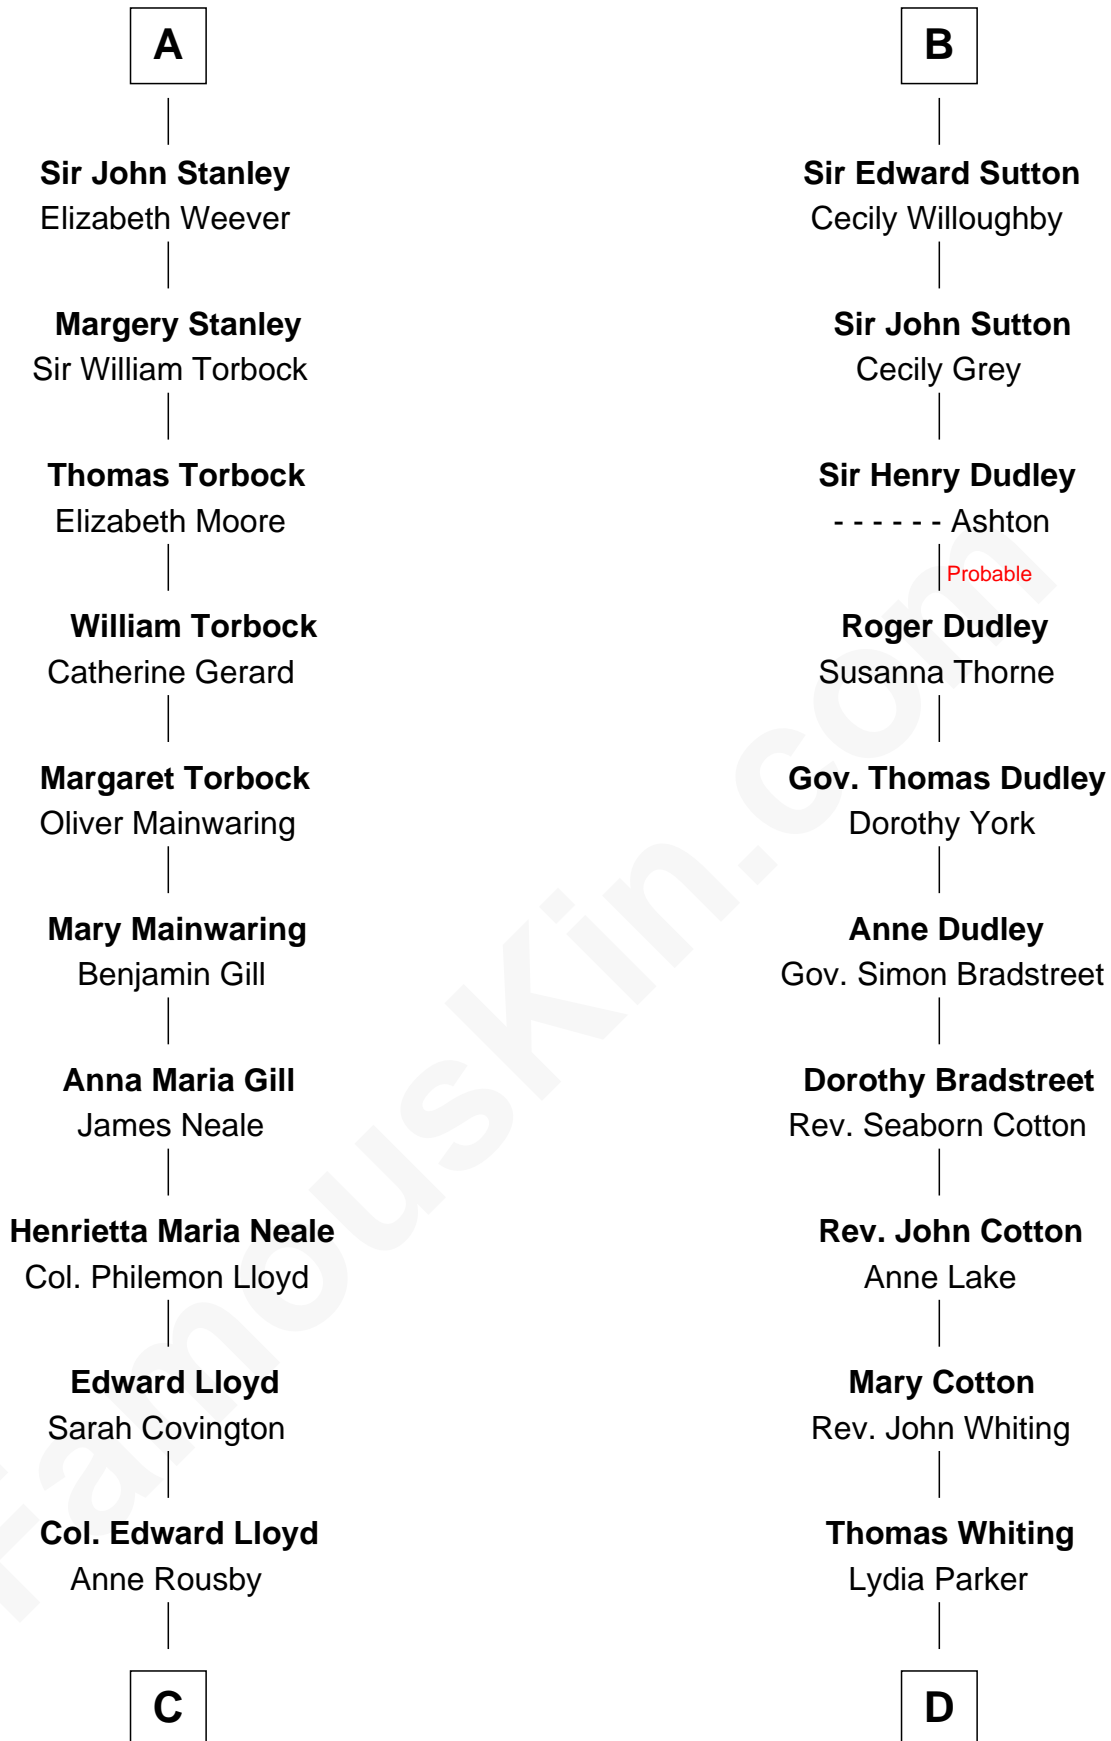 A
Sir John Stanley
Elizabeth Weever
Margery Stanley
Sir William Torbock
Thomas Torbock
Elizabeth Moore
William Torbock
Catherine Gerard
Margaret Torbock
Oliver Mainwaring
Mary Mainwaring
Benjamin Gill
Anna Maria Gill
James Neale
Henrietta Maria Neale
Col. Philemon Lloyd
Edward Lloyd
Sarah Covington
Col. Edward Lloyd
Anne Rousby
C
B
Sir Edward Sutton
Cecily Willoughby
Sir John Sutton
Cecily Grey
Sir Henry Dudley
- - - - - - Ashton
Probable
Roger Dudley
Susanna Thorne
Gov. Thomas Dudley
Dorothy York
Anne Dudley
Gov. Simon Bradstreet
Dorothy Bradstreet
Rev. Seaborn Cotton
Rev. John Cotton
Anne Lake
Mary Cotton
Rev. John Whiting
Thomas Whiting
Lydia Parker
D
FamousKin.com